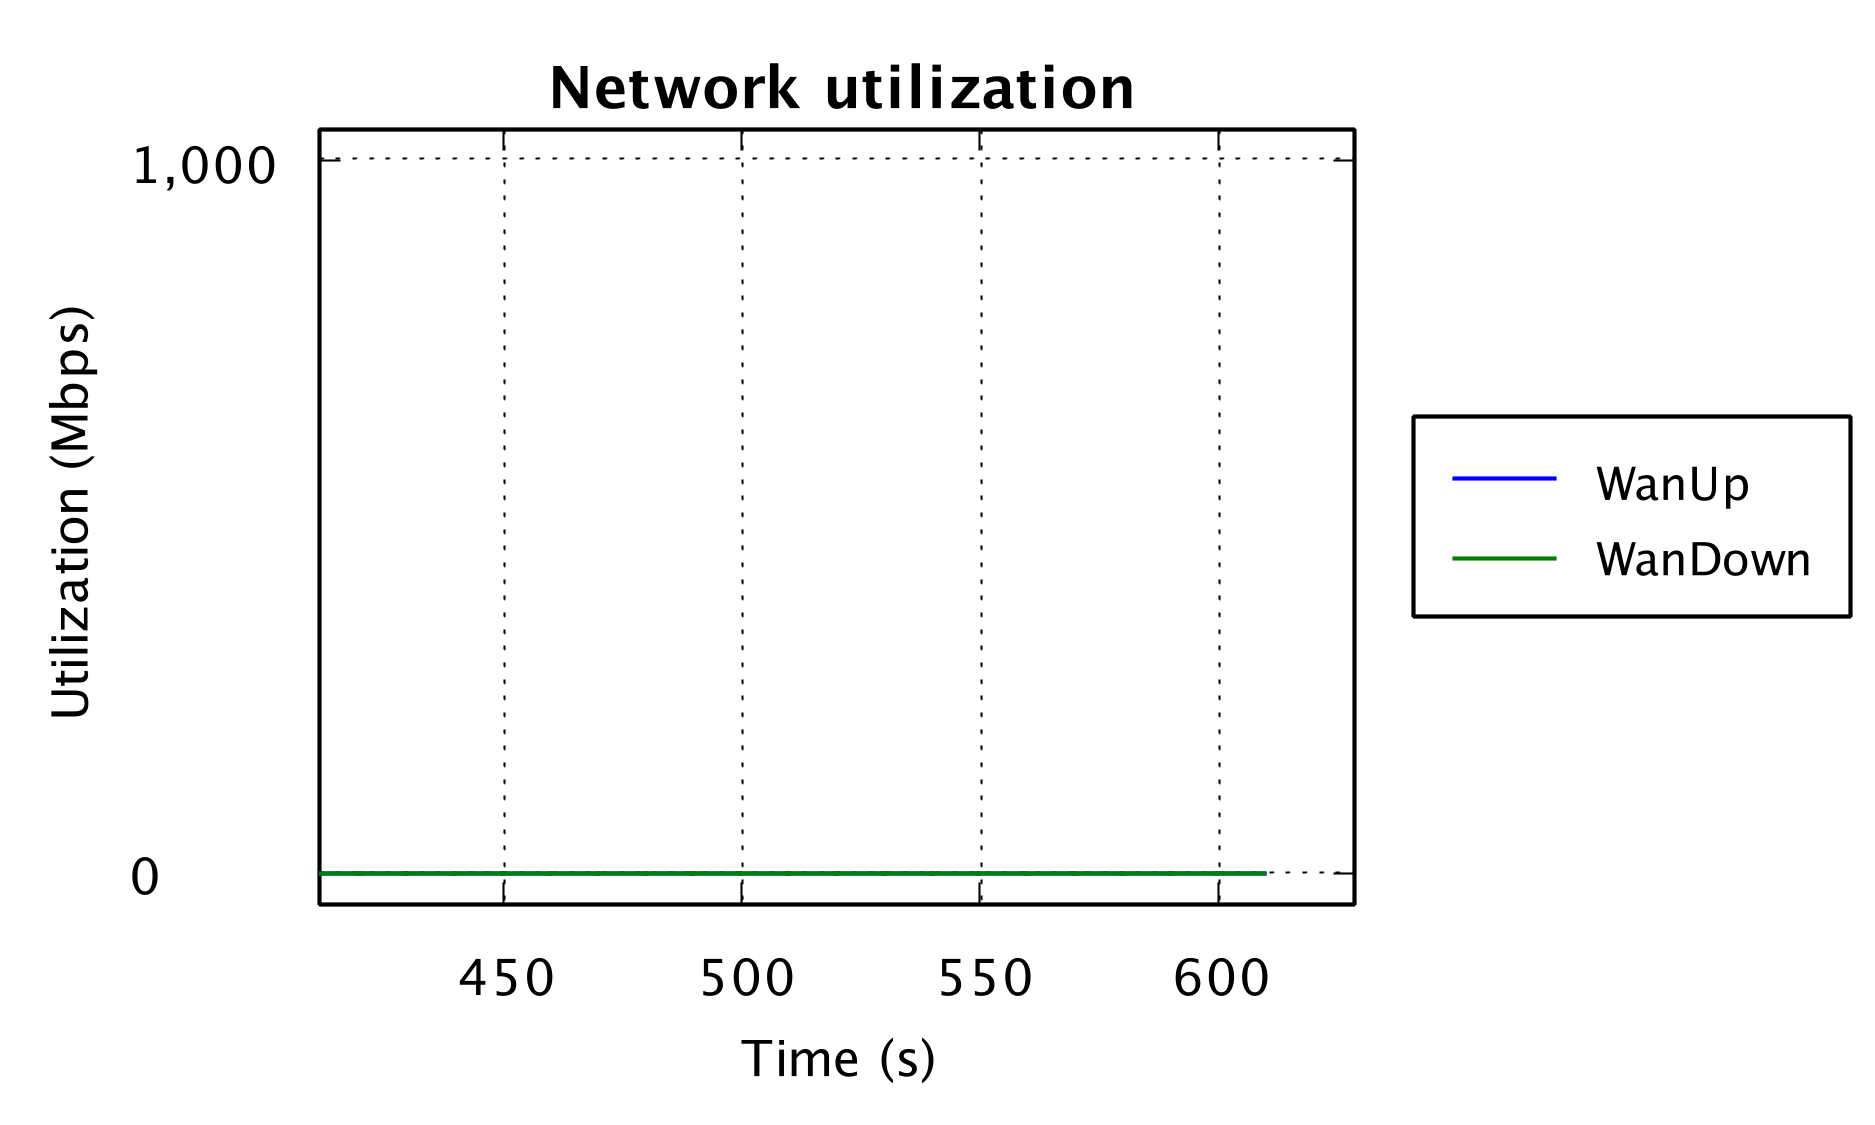 Network utilization
1,000
Utilization (Mbps)
0
450 500 550 600
Time (s)
WanUp
WanDown